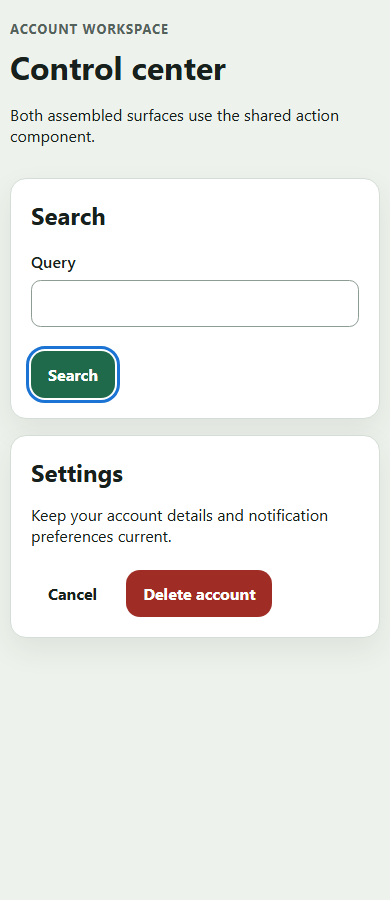 ACCOUNT WORKSPACE
Control center
Both assembled surfaces use the shared action
component.
Search
Query
Search
Settings
Keep your account details and notification
preferences current.
Cancel Delete account